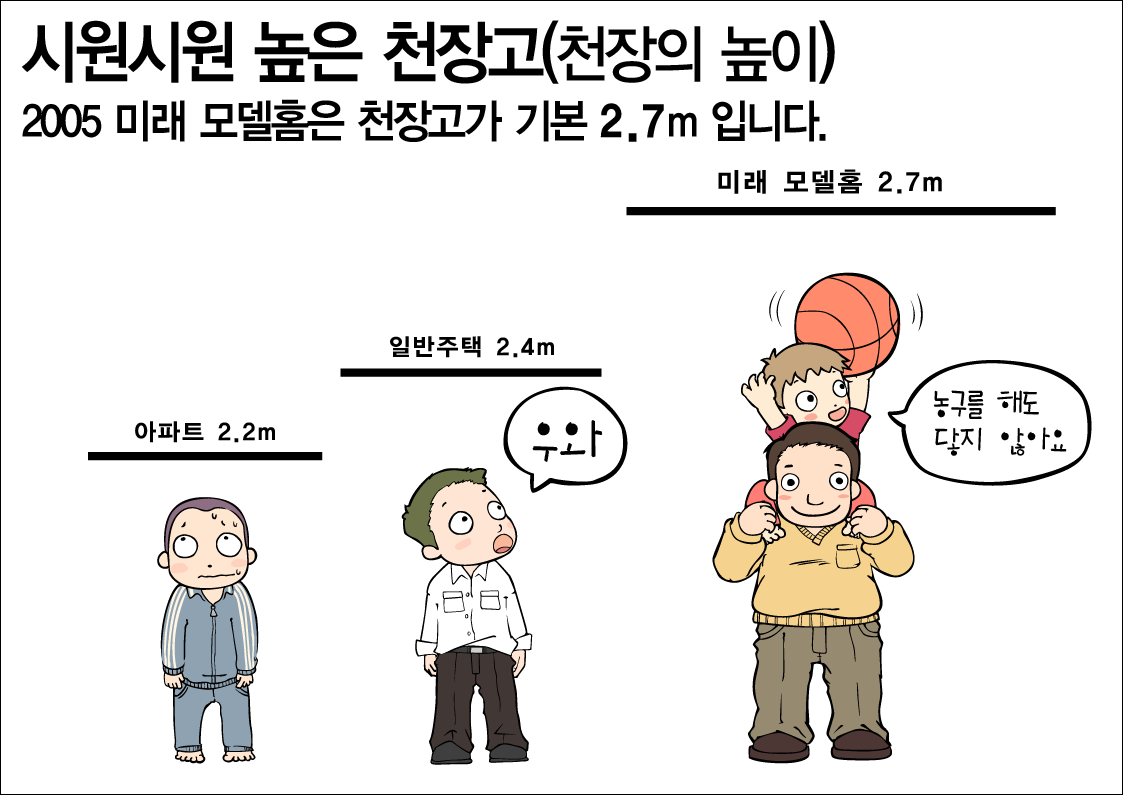 시원시원 높은 천장고(천장의 높이)
2005 미래 모델홈은 천장고가 기본 2.7m 입니다.
미래 모델홈 2.7m
일반주택 2.4m
아파트 2.2m
우와
농구를 해도
닿지 않아요